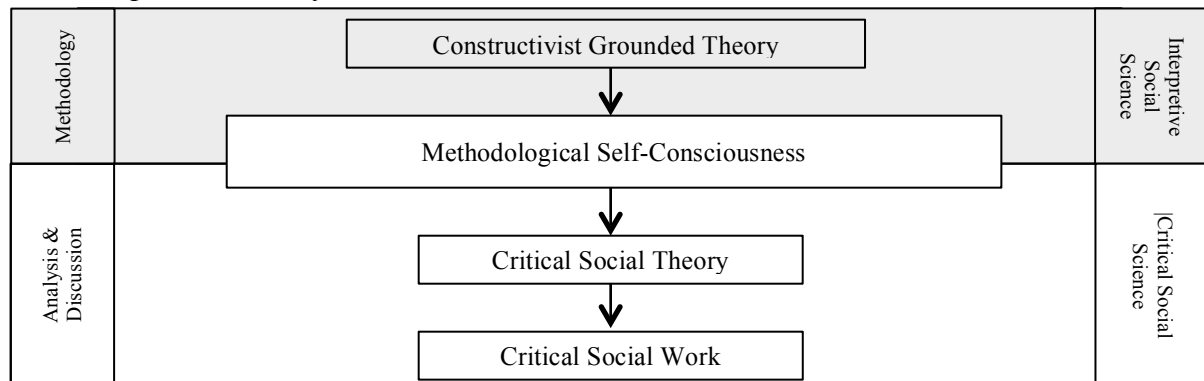 Methodology
Constructivist Grounded Theory
Interpretive
Social
Science
Methodological Self-Consciousness
Analysis &
Discussion
Critical Social Theory
|Critical Social
Science
Critical Social Work